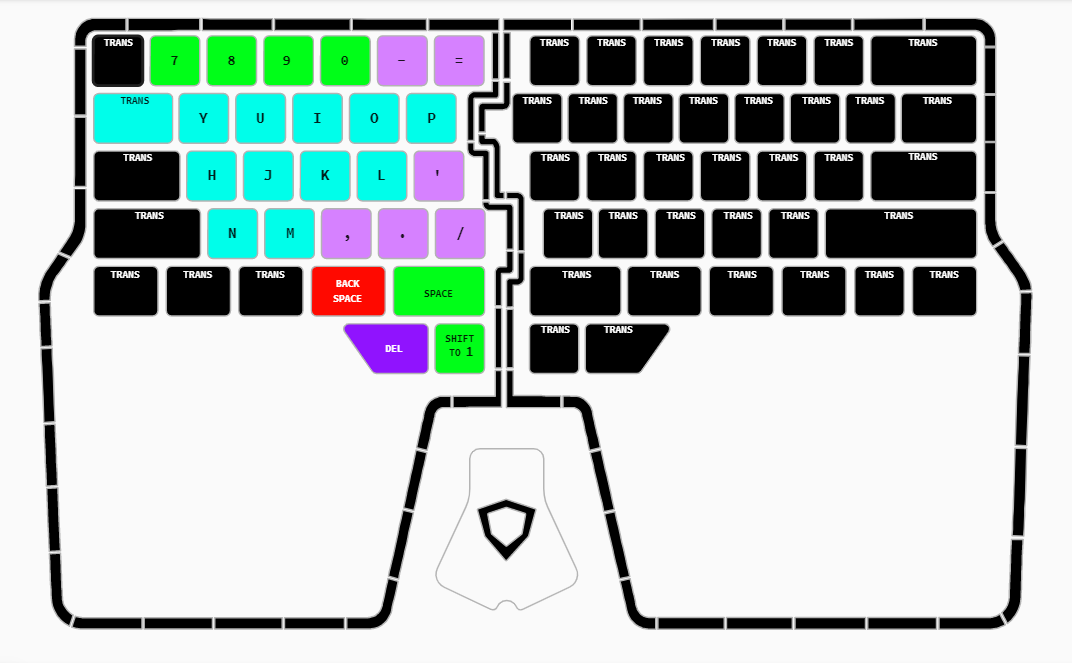 TRANS 7 8 9 0 - = TRANS TRANS TRANS TRANS TRANS TRANS TRANS
TRANS Y U I O P TRANS TRANS TRANS TRANS TRANS TRANS TRANS TRANS
TRANS H J K L ' TRANS TRANS TRANS TRANS TRANS TRANS TRANS
TRANS N M , . / TRANS TRANS TRANS TRANS TRANS TRANS
TRANS TRANS TRANS BACK SPACE SPACE TRANS TRANS TRANS TRANS TRANS TRANS
DEL SHIFT TO 1 TRANS TRANS